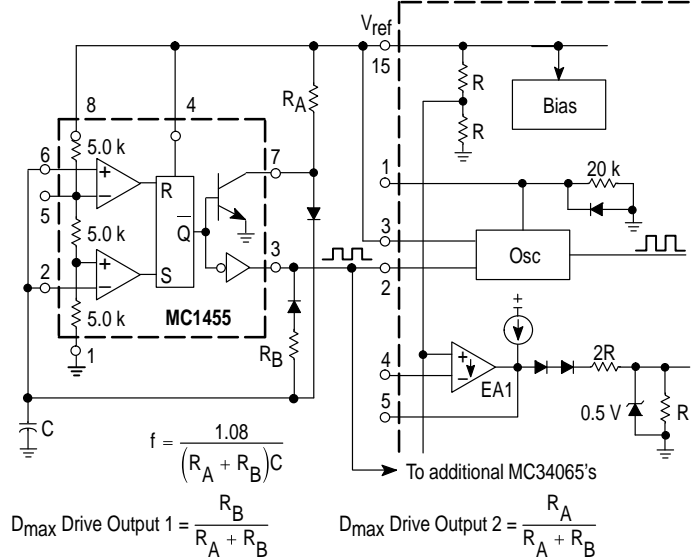 Vref
15
8
4
RA
R
R
Bias
5.0 k
6
+
–
5
R
7
1
20 k
5.0 k
Q
3
3
Osc
2
+
–
S
2
5.0 k
MC1455
1
RB
+
4
+
–
EA1
2R
5
0.5 V
R
C
f = 1.08 / (RA + RB)C
To additional MC34065's
Dmax Drive Output 1 = RB / RA + RB
Dmax Drive Output 2 = RA / RA + RB